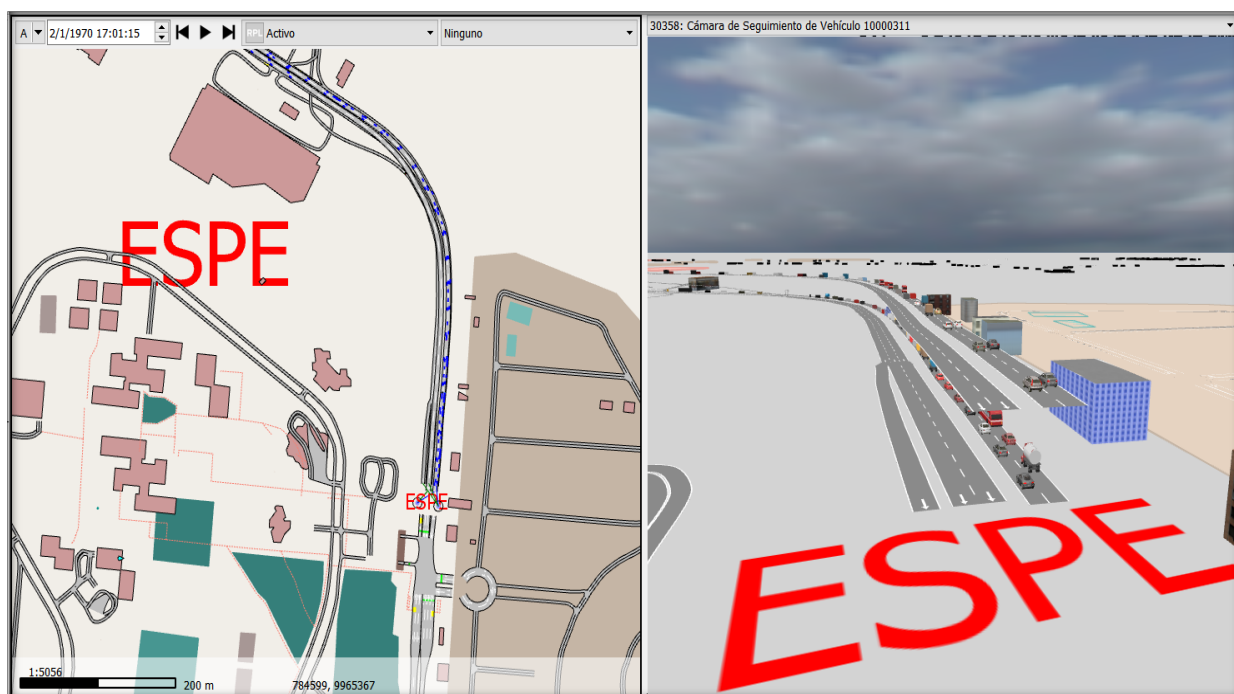 A
2/1/1970 17:01:15
RPL
Activo
Ninguno
ESPE
ESPE
1:5056
200 m
784599, 9965367
30358: Cámara de Seguimiento de Vehículo 10000311
ESPE